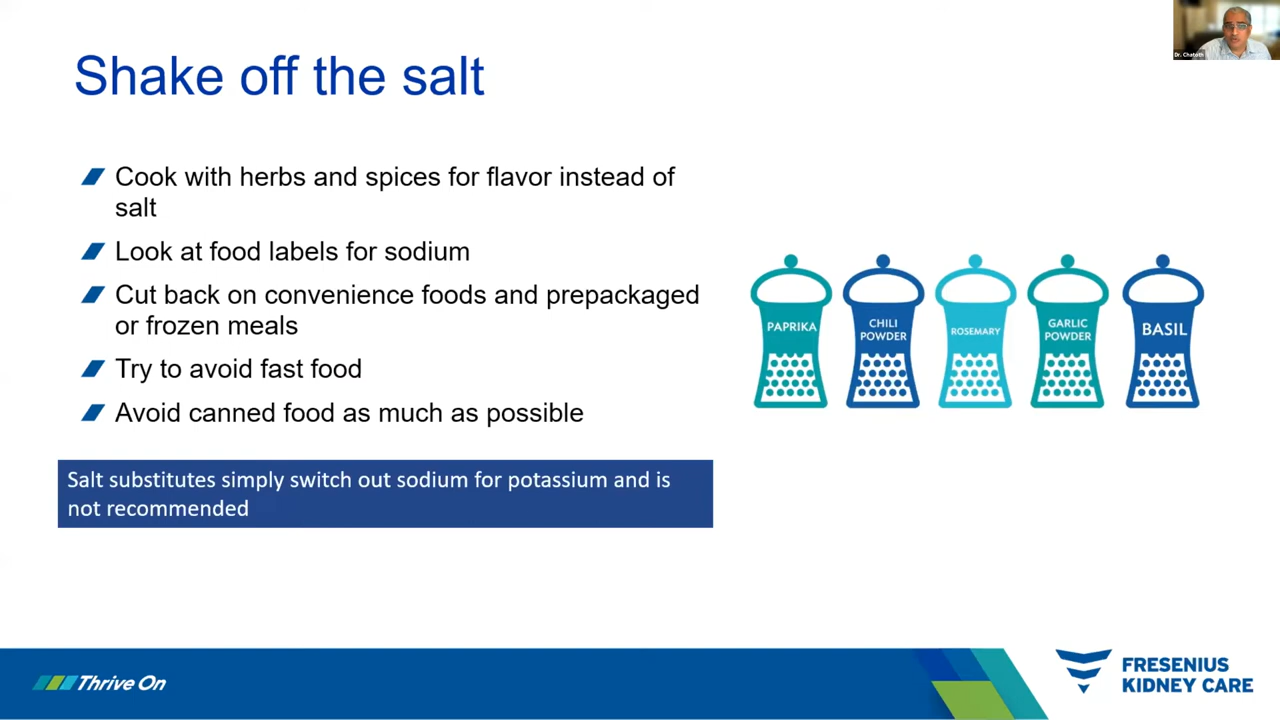 Dr. Chatoth
Shake off the salt
Cook with herbs and spices for flavor instead of
salt
Look at food labels for sodium
Cut back on convenience foods and prepackaged
or frozen meals
Try to avoid fast food
Avoid canned food as much as possible
PAPRIKA
CHILI
POWDER
ROSEMARY
GARLIC
POWDER
BASIL
Salt substitutes simply switch out sodium for potassium and is
not recommended
Thrive On
FRESENIUS
KIDNEY CARE